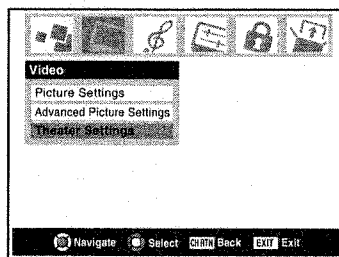 Video
Picture Settings
Advanced Picture Settings
Theater Settings
Navigate Select CH RTN Back EXIT Exit